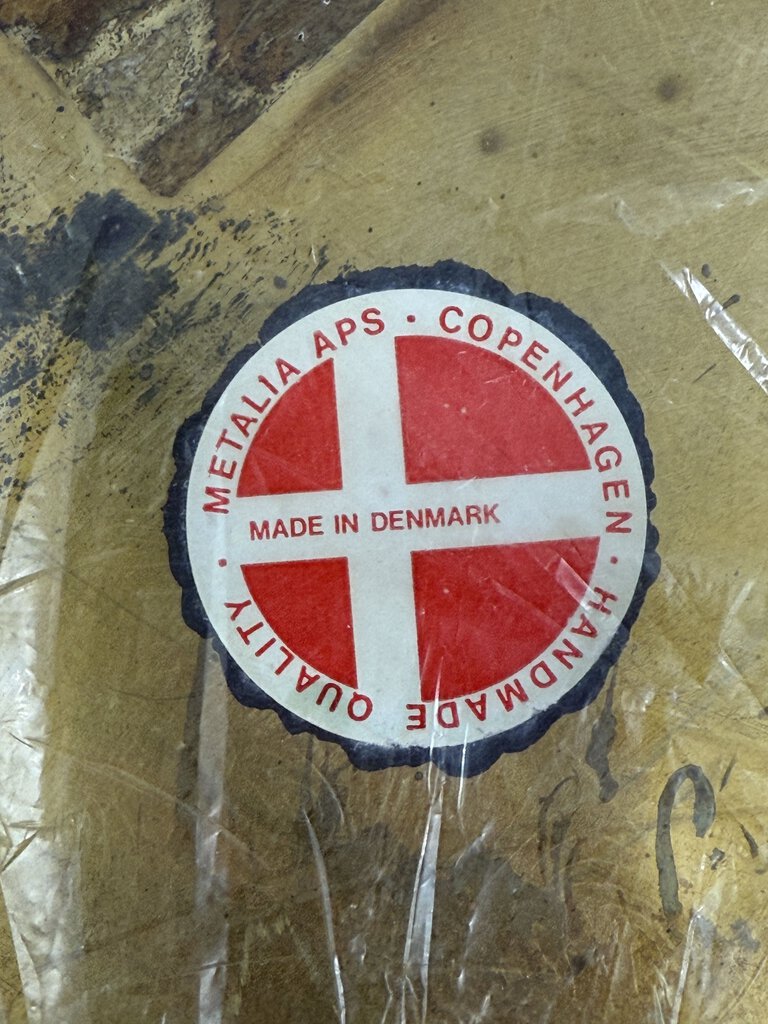 METALIA APS · COPENHAGEN · HANDMADE QUALITY ·
MADE IN DENMARK